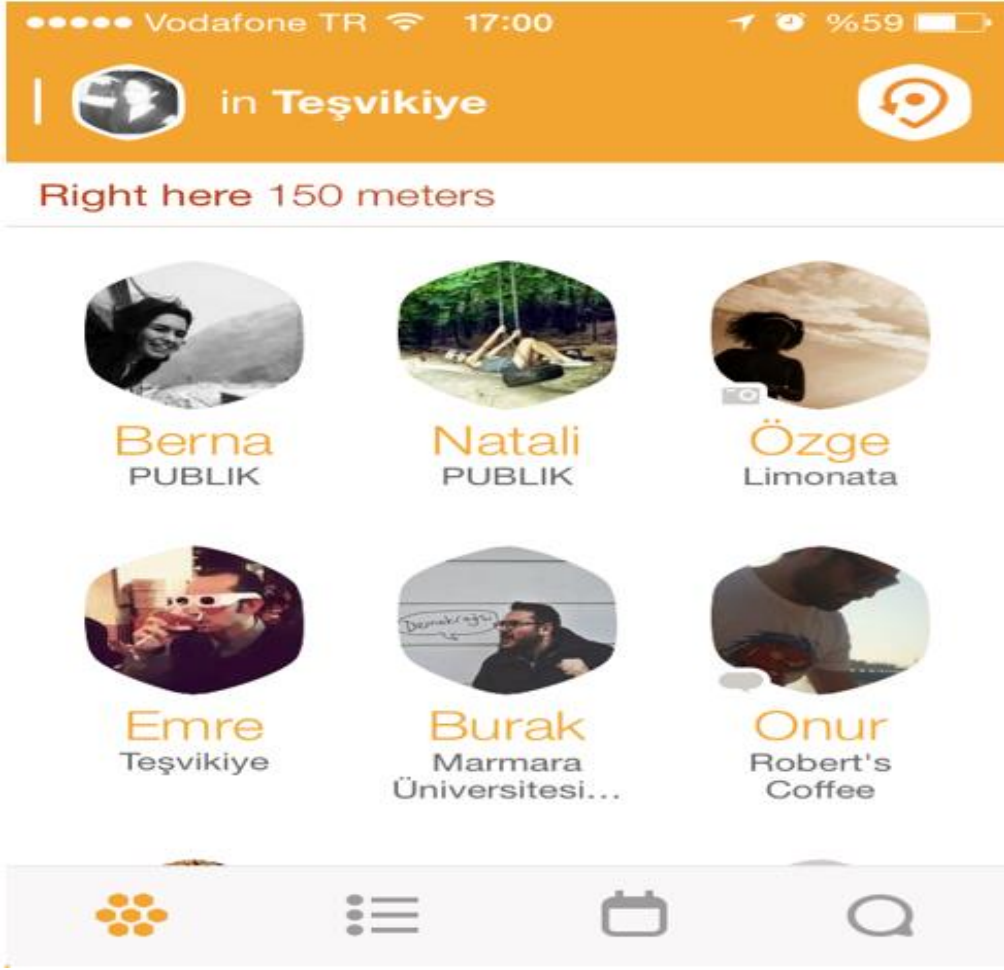 Vodafone TR 17:00 %59
in Teşvikiye
Right here 150 meters
Berna Natali Özge
PUBLIK PUBLIK Limonata
Emre Burak Onur
Teşvikiye Marmara Robert's
Üniversitesi... Coffee